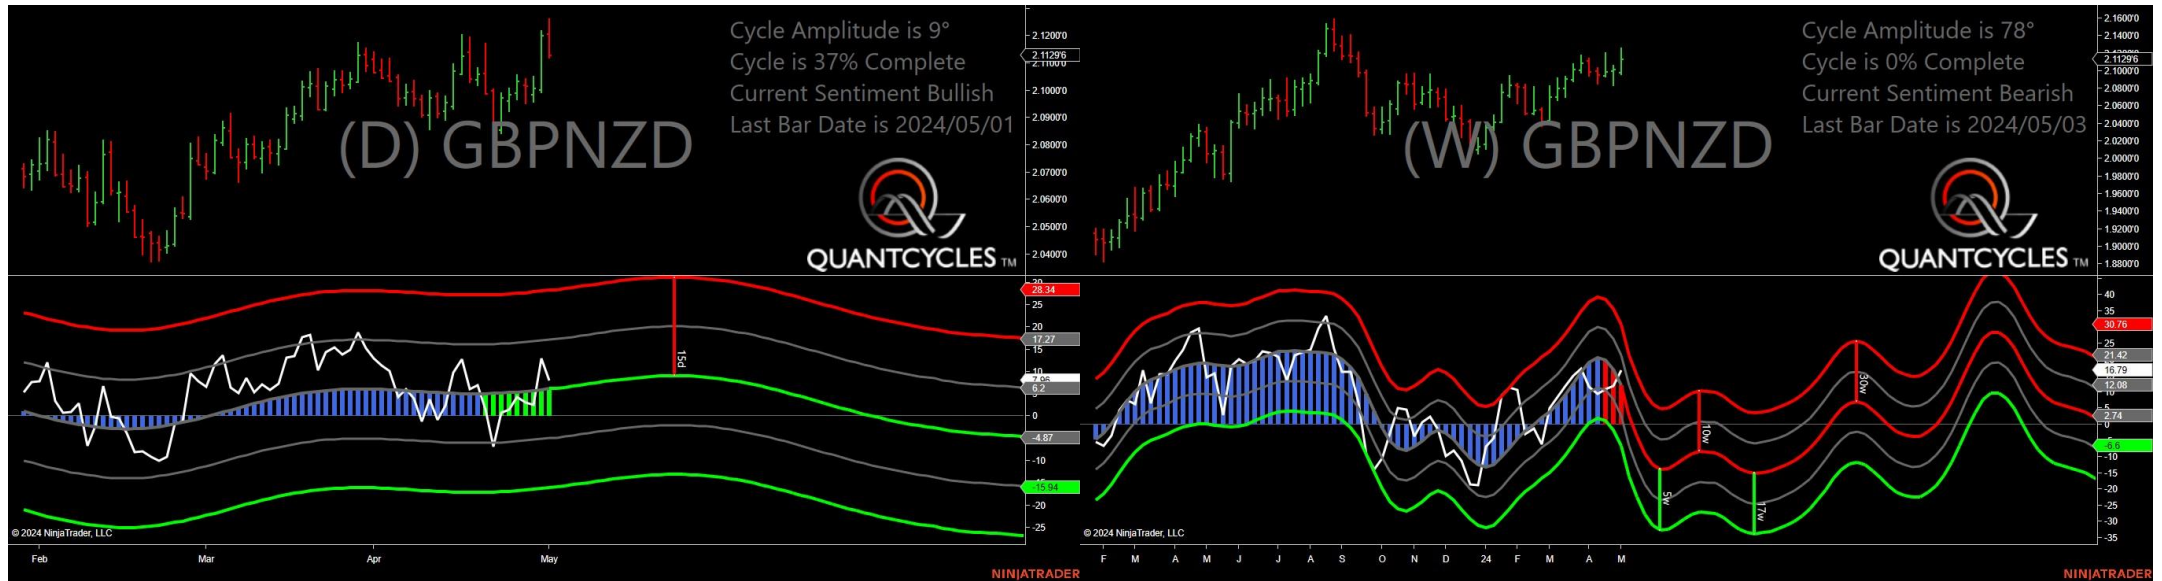 Cycle Amplitude is 9°
Cycle is 37% Complete
Current Sentiment Bullish
Last Bar Date is 2024/05/01
(D) GBPNZD
QUANTCYCLES TM
2.1200'0
2.1129'6
2.1100'0
2.1000'0
2.0900'0
2.0800'0
2.0700'0
2.0600'0
2.0500'0
2.0400'0
28.34
25
20
17.27
15
10
7.96
6.2
0
-4.87
-10
-15.94
-20
-25
15d
© 2024 NinjaTrader, LLC
Feb Mar Apr May
NINJATRADER
Cycle Amplitude is 78°
Cycle is 0% Complete
Current Sentiment Bearish
Last Bar Date is 2024/05/03
(W) GBPNZD
QUANTCYCLES TM
2.1600'0
2.1400'0
2.1129'6
2.1000'0
2.0800'0
2.0600'0
2.0400'0
2.0200'0
2.0000'0
1.9800'0
1.9600'0
1.9400'0
1.9200'0
1.9000'0
1.8800'0
40
35
30.76
25
21.42
16.79
12.08
5
2.74
0
-6.6
-10
-15
-20
-25
-30
-35
5w
10w
17w
30w
© 2024 NinjaTrader, LLC
F M A M J J A S O N D 24 F M A M
NINJATRADER